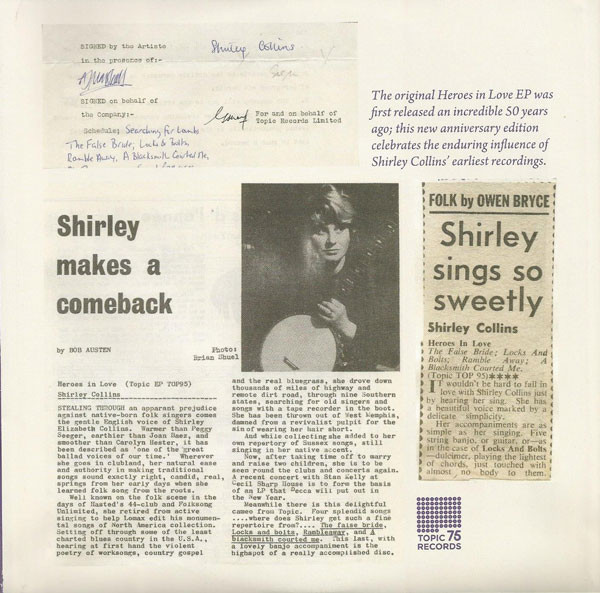 SIGNED by the Artiste
in the presence of:-
Shirley Collins
SIGNED on behalf of
the Company:-
For and on behalf of
Topic Records Limited
Schedule: Searching for Lambs
The False Bride, Locks & Bolts,
Ramble Away, A Blacksmith Courted Me,
The original Heroes in Love EP was
first released an incredible 50 years
ago; this new anniversary edition
celebrates the enduring influence of
Shirley Collins' earliest recordings.
Shirley
makes a
comeback
by BOB AUSTEN
Photo:
Brian Shuel
Heroes in Love (Topic EP TOP95)
Shirley Collins
STEALING THROUGH an apparent prejudice
against native-born folk singers comes
the gentle English voice of Shirley
Elizabeth Collins. Warmer than Peggy
Seeger, earthier than Joan Baez, and
smoother than Carolyn Hester, it has
been described as 'one of the great
ballad voices of our time.' Wherever
she goes in clubland, her natural ease
and authority in making traditional
songs sound exactly right, candid, real,
springs from her early days when she
learned folk song from the roots.
Well known on the folk scene in the
days of Nasted's 44-club and Folksong
Unlimited, she retired from active
singing to help Lomax edit his monumen-
tal songs of North America collection.
Setting off through some of the least
charted blues country in the U.S.A.,
hearing at first hand the violent
poetry of worksongs, country gospel
and the real bluegrass, she drove down
thousands of miles of highway and
remote dirt road, through nine Southern
states, searching for old singers and
songs with a tape recorder in the boot.
She has been thrown out of West Memphis,
damned from a revivalist pulpit for the
sin of wearing her hair short.
And while collecting she added to her
own repertory of Sussex songs, still
singing in her native accent.
Now, after taking time off to marry
and raise two children, she is to be
seen round the clubs and concerts again.
A recent concert with Stan Kelly at
Cecil Sharp House is to form the basis
of an LP that Decca will put out in
the New Year.
Meanwhile there is this delightful
cameo from Topic. Four splendid songs
....where does Shirley get such a fine
repertoire from?... The false bride,
Locks and bolts, Rambleaway, and A
blacksmith courted me. This last, with
a lovely banjo accompaniment is the
highspot of a really accomplished disc.
FOLK by OWEN BRYCE
Shirley
sings so
sweetly
Shirley Collins
Heroes In Love
The False Bride; Locks And
Bolts; Ramble Away; A
Blacksmith Courted Me.
(Topic TOP 95)★★★★
IT wouldn't be hard to fall in
love with Shirley Collins just
by hearing her sing. She has
a beautiful voice marked by a
delicate simplicity.
Her accompaniments are as
simple as her singing. Five
string banjo, or guitar, or—as
in the case of Locks And Bolts
—dulcimer, playing the lightest
of chords, just touched with
almost no body to them.
TOPIC 75
RECORDS